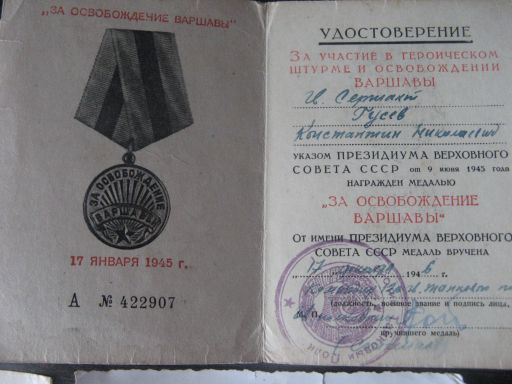 „ЗА ОСВОБОЖДЕНИЕ ВАРШАВЫ"
ЗА ОСВОБОЖДЕНИЕ
ВАРШАВЫ
17 ЯНВАРЯ 1945 г.
А № 422907
УДОСТОВЕРЕНИЕ
ЗА УЧАСТИЕ В ГЕРОИЧЕСКОМ
ШТУРМЕ И ОСВОБОЖДЕНИИ
ВАРШАВЫ
Сержант
Гусев
Константин Николаевич
УКАЗОМ ПРЕЗИДИУМА ВЕРХОВНОГО
СОВЕТА СССР от 9 июня 1945 года
НАГРАЖДЕН МЕДАЛЬЮ
„ЗА ОСВОБОЖДЕНИЕ
ВАРШАВЫ"
От имени ПРЕЗИДИУМА ВЕРХОВНОГО
СОВЕТА СССР МЕДАЛЬ ВРУЧЕНА
194 г.
(должность, воинское звание и подпись лица,
М. П.
вручившего медаль)